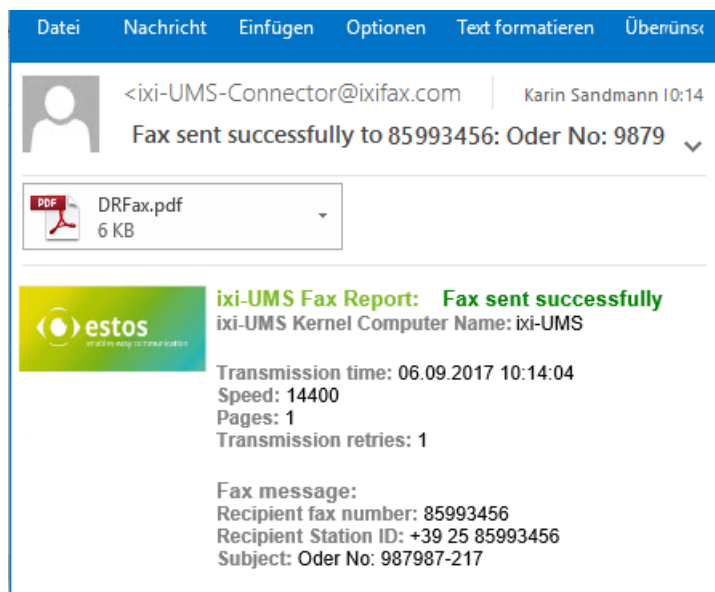 Datei Nachricht Einfügen Optionen Text formatieren
<ixi-UMS-Connector@ixifax.com Karin Sandmann 10:14
Fax sent successfully to 85993456: Oder No: 9879
PDF DRFax.pdf
6 KB
estos
enables easy communication
ixi-UMS Fax Report: Fax sent successfully
ixi-UMS Kernel Computer Name: ixi-UMS
Transmission time: 06.09.2017 10:14:04
Speed: 14400
Pages: 1
Transmission retries: 1
Fax message:
Recipient fax number: 85993456
Recipient Station ID: +39 25 85993456
Subject: Oder No: 987987-217